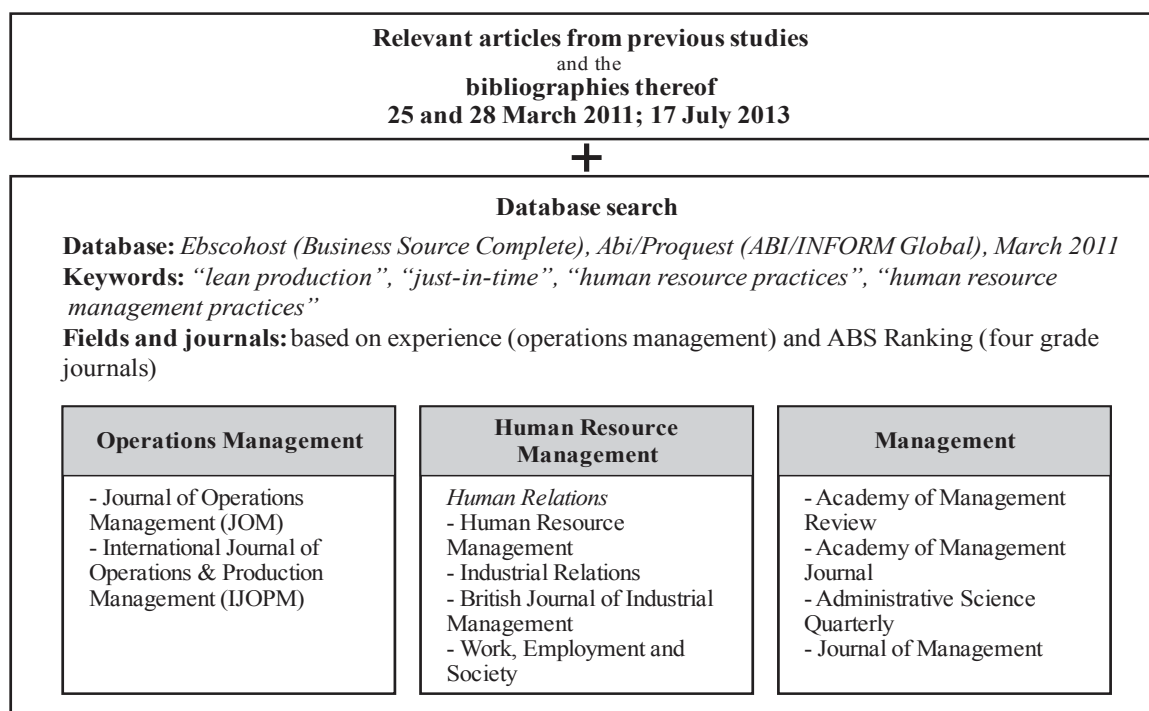 Relevant articles from previous studies
and the
bibliographies thereof
25 and 28 March 2011; 17 July 2013
+
Database search
Database: Ebscohost (Business Source Complete), Abi/Proquest (ABI/INFORM Global), March 2011
Keywords: “lean production”, “just-in-time”, “human resource practices”, “human resource
management practices”
Fields and journals: based on experience (operations management) and ABS Ranking (four grade
journals)
Operations Management
- Journal of Operations
Management (JOM)
- International Journal of
Operations & Production
Management (IJOPM)
Human Resource
Management
Human Relations
- Human Resource
Management
- Industrial Relations
- British Journal of Industrial
Management
- Work, Employment and
Society
Management
- Academy of Management
Review
- Academy of Management
Journal
- Administrative Science
Quarterly
- Journal of Management